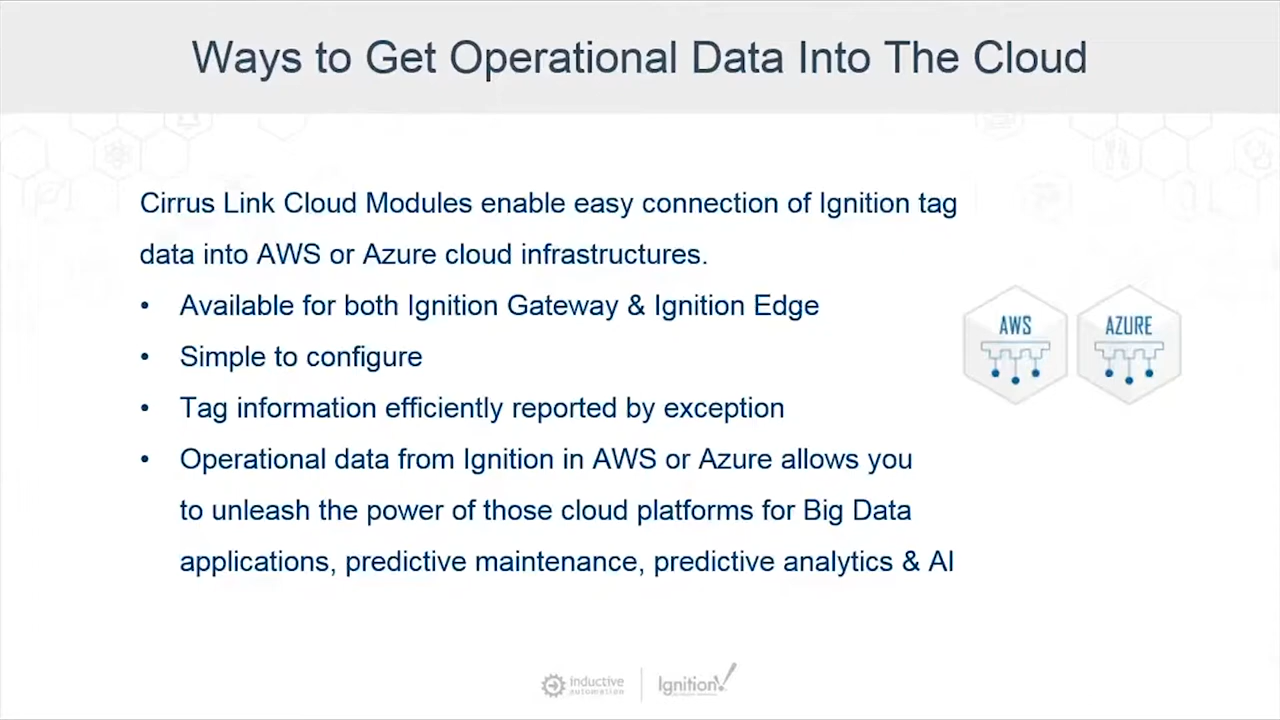 Ways to Get Operational Data Into The Cloud
Cirrus Link Cloud Modules enable easy connection of Ignition tag
data into AWS or Azure cloud infrastructures.
• Available for both Ignition Gateway & Ignition Edge
• Simple to configure
• Tag information efficiently reported by exception
• Operational data from Ignition in AWS or Azure allows you
to unleash the power of those cloud platforms for Big Data
applications, predictive maintenance, predictive analytics & AI
AWS
AZURE
inductive
automation
Ignition!